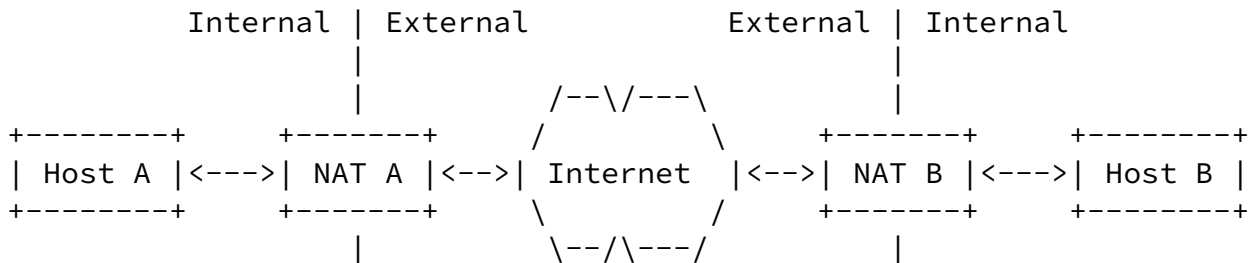 Internal | External External | Internal
| |
| /--\/---\ |
+--------+ +-------+ / \ +-------+ +--------+
| Host A |<--->| NAT A |<-->| Internet |<-->| NAT B |<--->| Host B |
+--------+ +-------+ \ / +-------+ +--------+
| \--/\---/ |